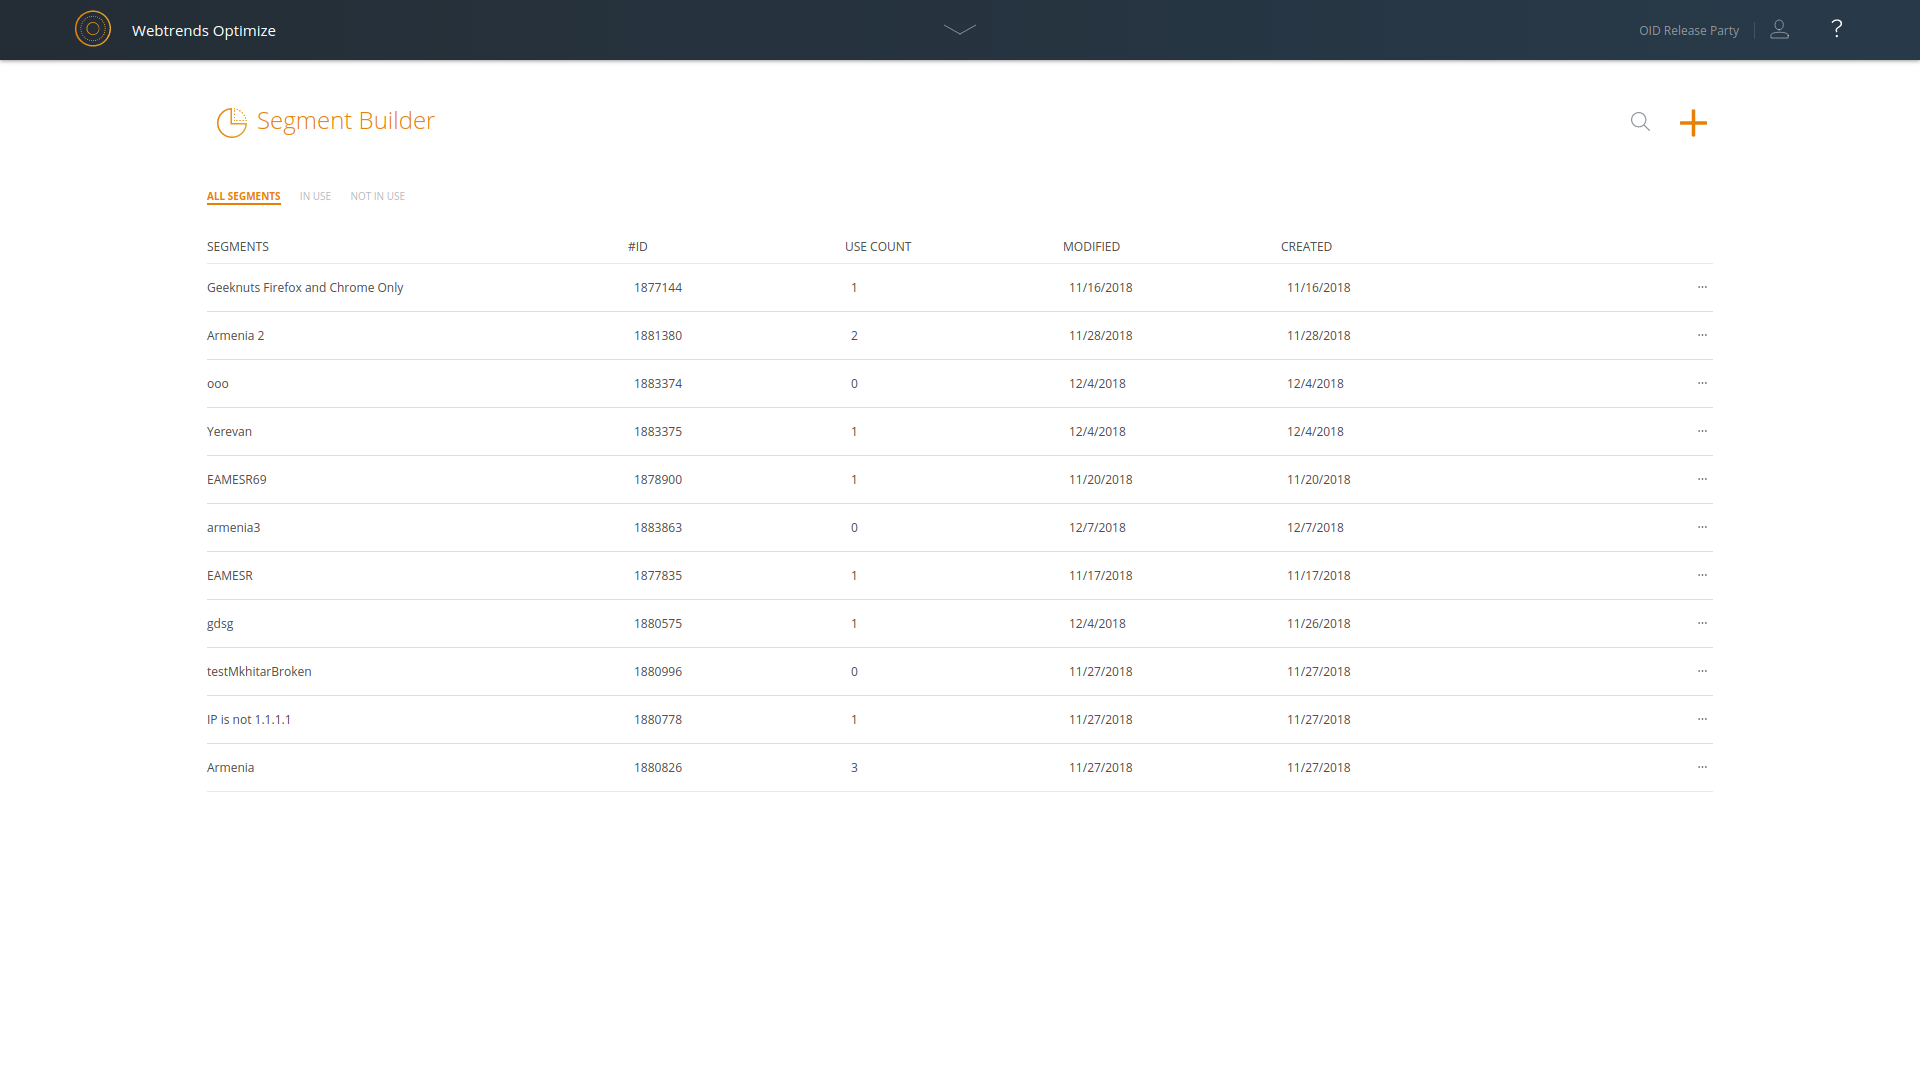 Webtrends Optimize
OID Release Party
?
Segment Builder
ALL SEGMENTS IN USE NOT IN USE
SEGMENTS #ID USE COUNT MODIFIED CREATED
Geeknuts Firefox and Chrome Only 1877144 1 11/16/2018 11/16/2018 ...
Armenia 2 1881380 2 11/28/2018 11/28/2018 ...
ooo 1883374 0 12/4/2018 12/4/2018 ...
Yerevan 1883375 1 12/4/2018 12/4/2018 ...
EAMESR69 1878900 1 11/20/2018 11/20/2018 ...
armenia3 1883863 0 12/7/2018 12/7/2018 ...
EAMESR 1877835 1 11/17/2018 11/17/2018 ...
gdsg 1880575 1 12/4/2018 11/26/2018 ...
testMkhitarBroken 1880996 0 11/27/2018 11/27/2018 ...
IP is not 1.1.1.1 1880778 1 11/27/2018 11/27/2018 ...
Armenia 1880826 3 11/27/2018 11/27/2018 ...